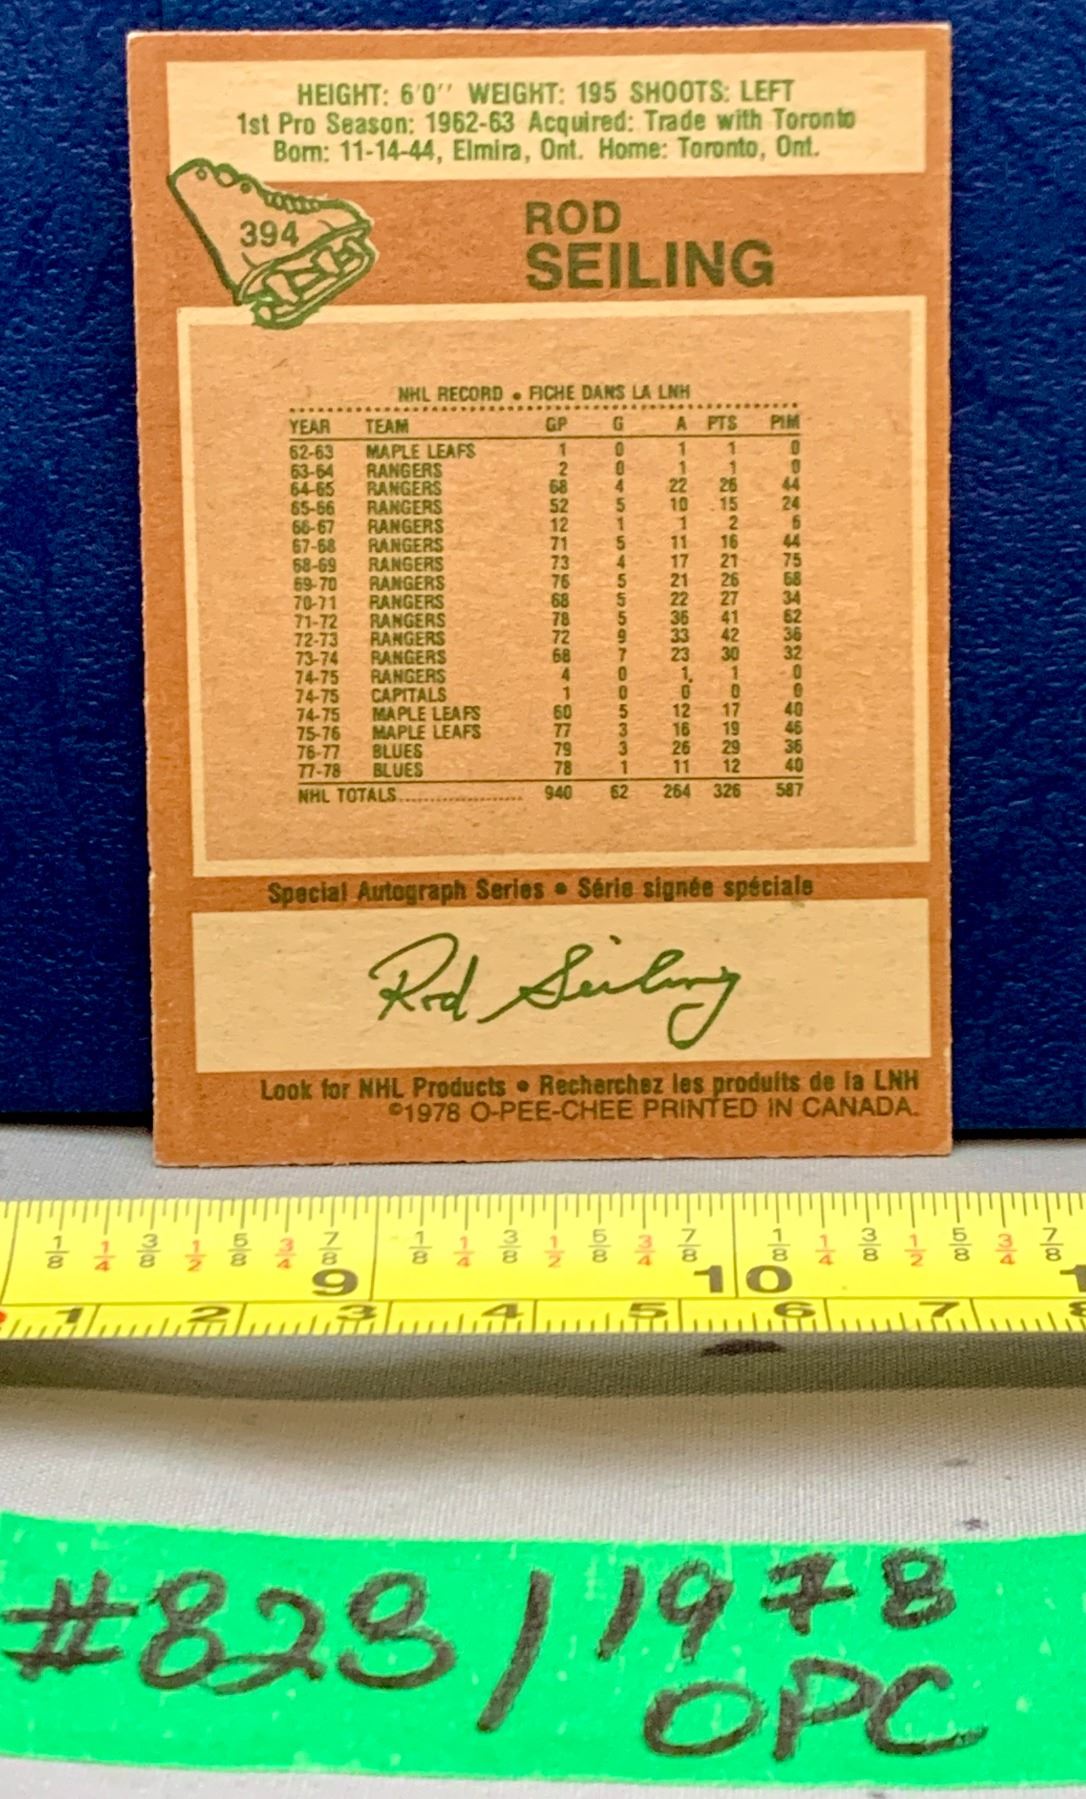 HEIGHT: 6'0'' WEIGHT: 195 SHOOTS: LEFT
1st Pro Season: 1962-63 Acquired: Trade with Toronto
Born: 11-14-44, Elmira, Ont. Home: Toronto, Ont.
394
ROD
SEILING
NHL RECORD • FICHE DANS LA LNH
YEAR TEAM GP G A PTS PIM
62-63 MAPLE LEAFS 1 0 1 1 0
63-64 RANGERS 2 0 1 1 0
64-65 RANGERS 68 4 22 26 44
65-66 RANGERS 52 5 10 15 24
66-67 RANGERS 12 1 1 2 6
67-68 RANGERS 71 5 11 16 44
68-69 RANGERS 73 4 17 21 75
69-70 RANGERS 76 5 21 26 68
70-71 RANGERS 68 5 22 27 34
71-72 RANGERS 78 5 36 41 62
72-73 RANGERS 72 9 33 42 36
73-74 RANGERS 68 7 23 30 32
74-75 RANGERS 4 0 1 1 0
74-75 CAPITALS 1 0 0 0 0
74-75 MAPLE LEAFS 60 5 12 17 40
75-76 MAPLE LEAFS 77 3 16 19 46
76-77 BLUES 79 3 26 29 36
77-78 BLUES 78 1 11 12 40
NHL TOTALS 940 62 264 326 587
Special Autograph Series • Série signée spéciale
Rod Seiling
Look for NHL Products • Recherchez les produits de la LNH
©1978 O-PEE-CHEE PRINTED IN CANADA.
1/8 1/4 3/8 1/2 5/8 3/4 7/8 1/8 1/4 3/8 1/2 5/8 3/4 7/8 1/8 1/4 3/8 1/2 5/8 3/4 7/8
9 10
1 2 3 4 5 6 7 8
#828 / 1978
OPC